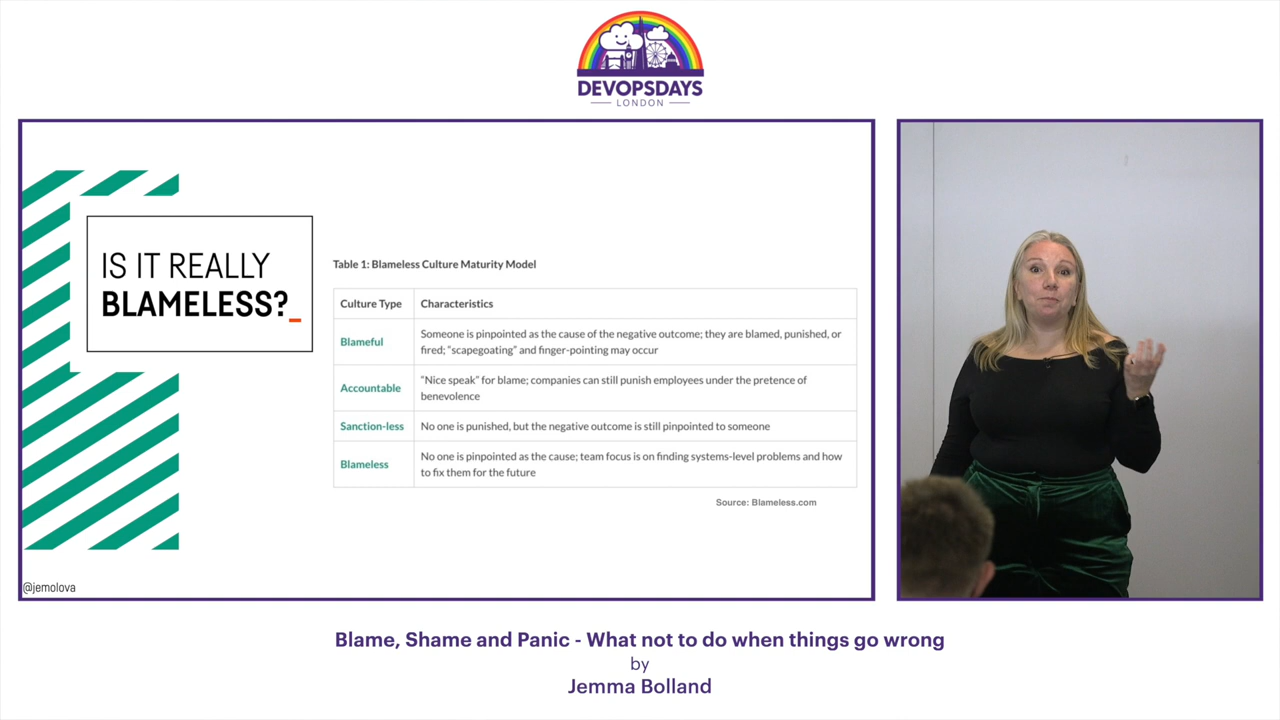 DEVOPSDAYS
LONDON
IS IT REALLY
BLAMELESS?_
Table 1: Blameless Culture Maturity Model
Culture Type Characteristics
Blameful Someone is pinpointed as the cause of the negative outcome; they are blamed, punished, or
fired; "scapegoating" and finger-pointing may occur
Accountable "Nice speak" for blame; companies can still punish employees under the pretence of
benevolence
Sanction-less No one is punished, but the negative outcome is still pinpointed to someone
Blameless No one is pinpointed as the cause; team focus is on finding systems-level problems and how
to fix them for the future
Source: Blameless.com
@jemolova
Blame, Shame and Panic - What not to do when things go wrong
by
Jemma Bolland